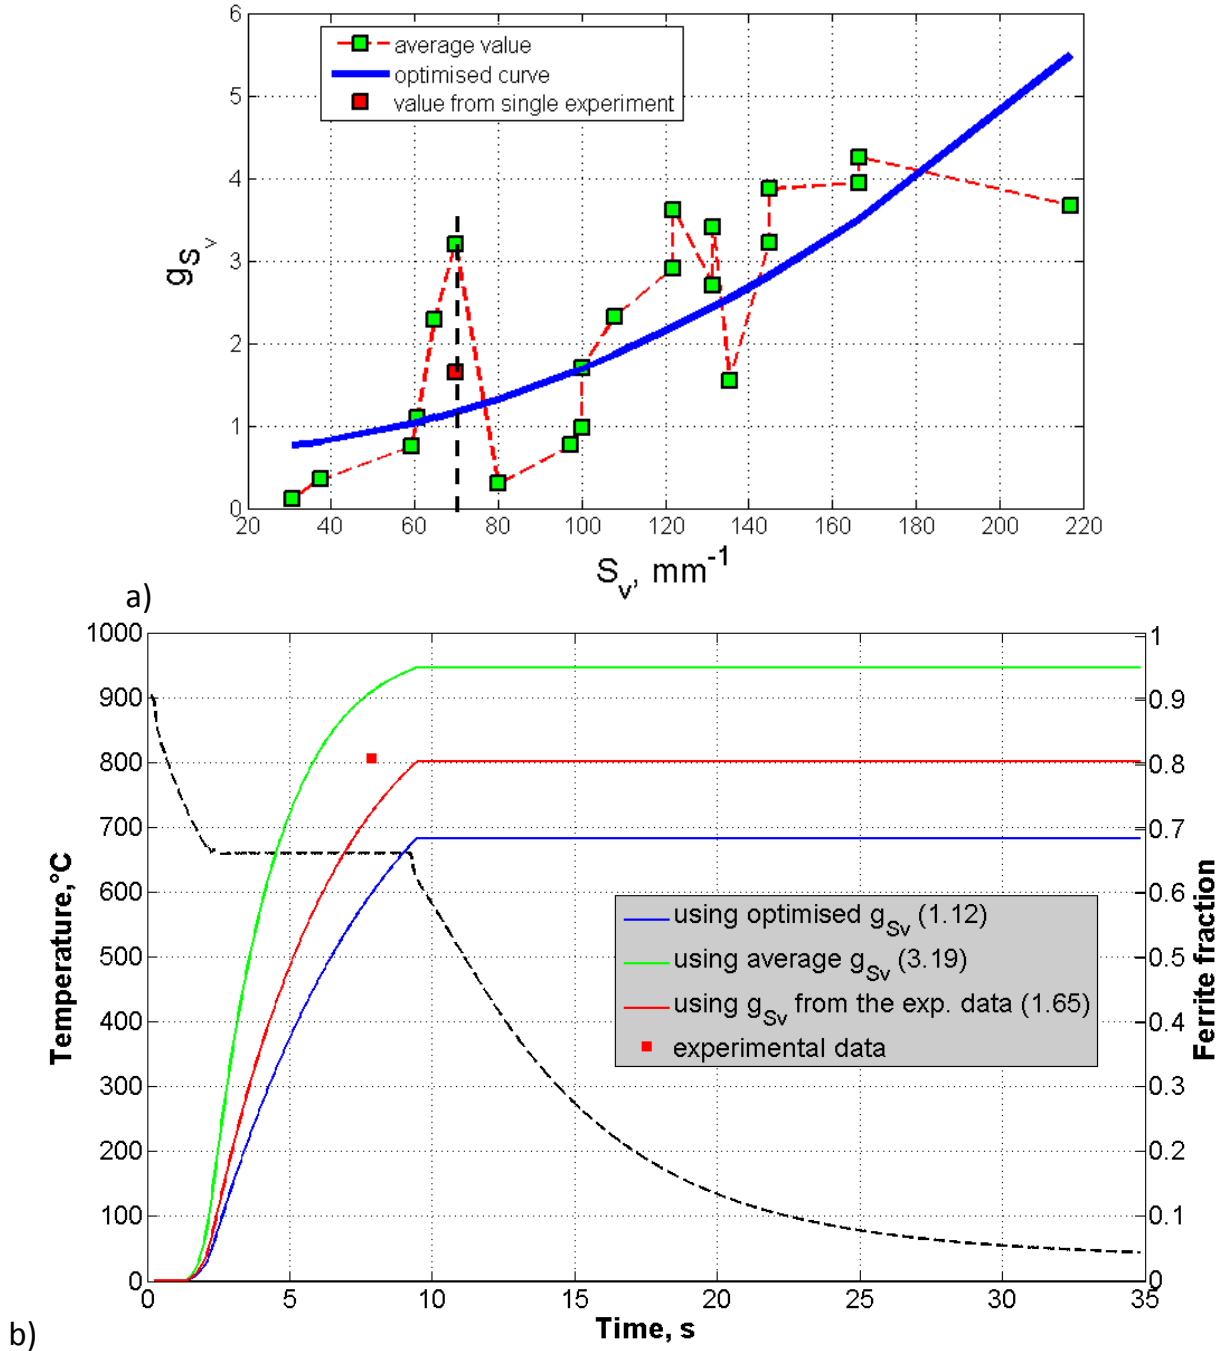 6
5
4
3
2
1
0
g_Sv
average value
optimised curve
value from single experiment
20 40 60 80 100 120 140 160 180 200 220
S_v, mm^-1
a)
1000
900
800
700
600
500
400
300
200
100
0
Temperature,°C
1
0.9
0.8
0.7
0.6
0.5
0.4
0.3
0.2
0.1
0
Ferrite fraction
using optimised g_Sv (1.12)
using average g_Sv (3.19)
using g_Sv from the exp. data (1.65)
experimental data
0 5 10 15 20 25 30 35
Time, s
b)